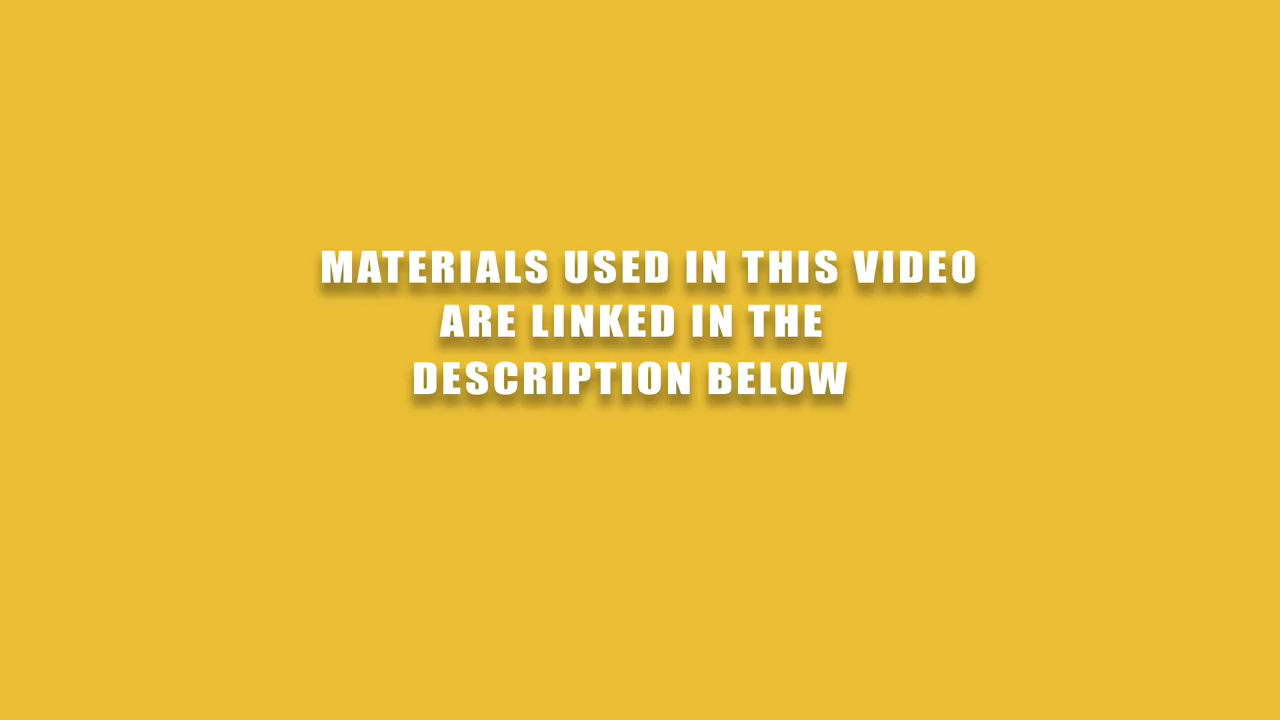 MATERIALS USED IN THIS VIDEO
ARE LINKED IN THE
DESCRIPTION BELOW